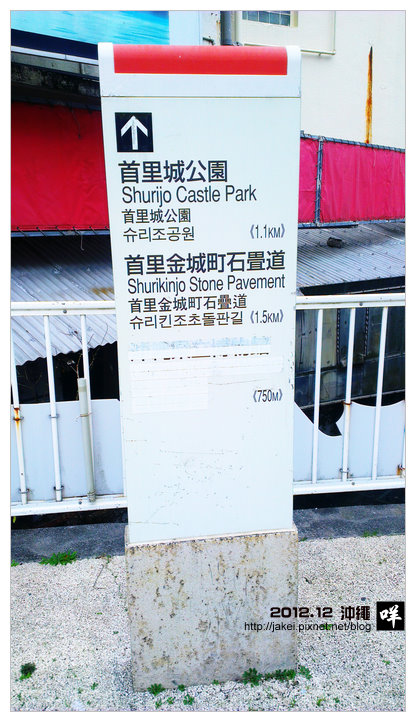 首里城公園
Shurijo Castle Park
首里城公園
슈리조공원 《1.1KM》
首里金城町石畳道
Shurikinjo Stone Pavement
首里金城町石疊道
슈리킨조초돌판길 《1.5KM》
《750M》
2012.12 沖繩 咩
http://jakei.pixnet.net/blog